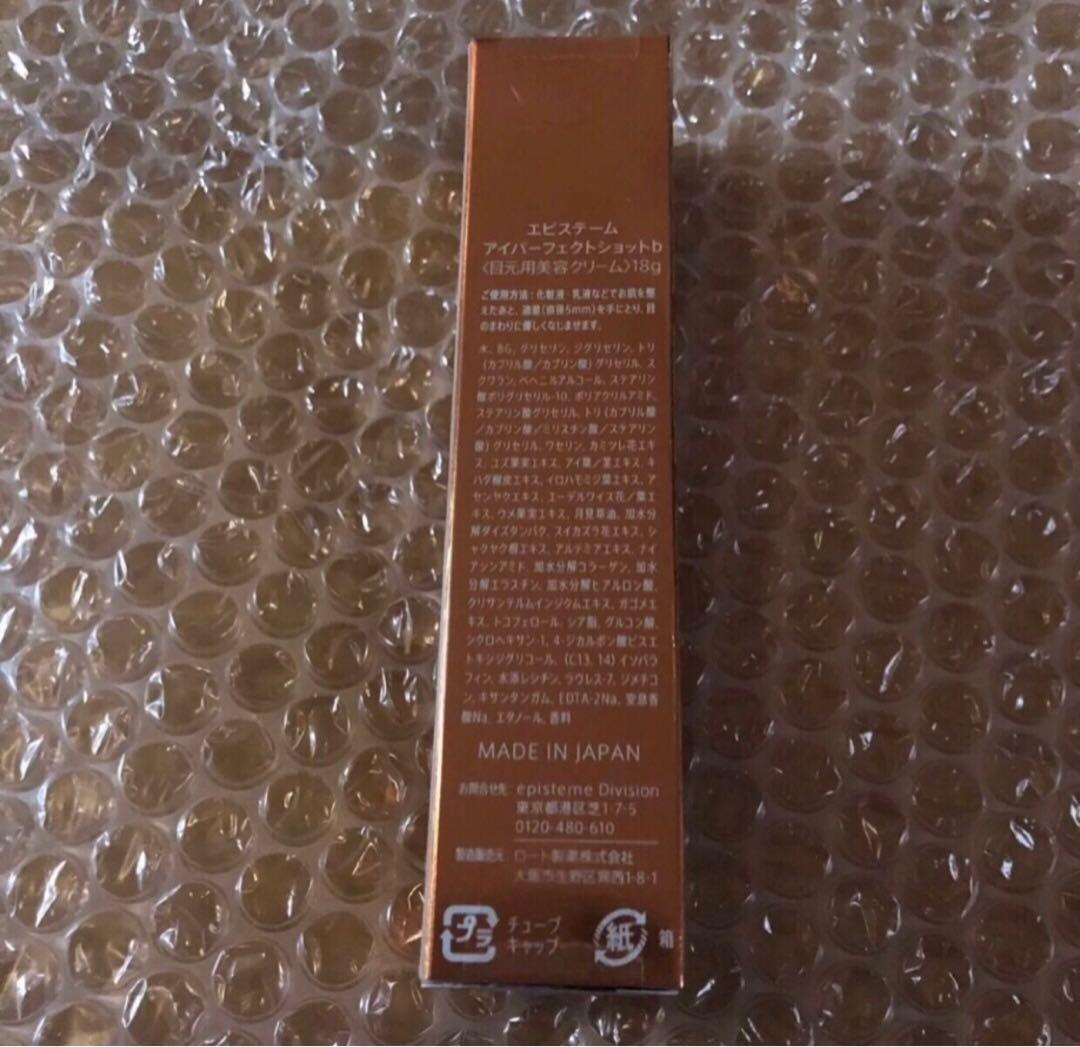 エピステーム
アイパーフェクトショットb
〈目元用美容クリーム〉18g
ご使用方法：化粧液・乳液などでお肌を整
えたあと、適量(直径5mm)を手にとり、目
のまわりに優しくなじませます。
水、BG、グリセリン、ジグリセリン、トリ
(カプリル酸／カプリン酸) グリセリル、ス
クワラン、ベヘニルアルコール、ステアリン
酸ポリグリセリル-10、ポリアクリルアミド、
ステアリン酸グリセリル、トリ (カプリル酸
／カプリン酸／ミリスチン酸／ステアリン
酸) グリセリル、ワセリン、カミツレ花エキ
ス、ユズ果実エキス、アイ葉／茎エキス、キ
ハダ樹皮エキス、イロハモミジ葉エキス、ア
センヤクエキス、エーデルワイス花／葉エ
キス、ウメ果実エキス、月見草油、加水分
解ダイズタンパク、スイカズラ花エキス、シ
ャクヤク根エキス、アルテミアエキス、ナイ
アシンアミド、加水分解コラーゲン、加水
分解エラスチン、加水分解ヒアルロン酸、
クリサンテルムインジクムエキス、ガゴメエ
キス、トコフェロール、シア脂、グルコン酸、
シクロヘキサン-1, 4-ジカルボン酸ビスエ
トキシジグリコール、(C13, 14) イソパラ
フィン、水添レシチン、ラウレス-7、ジメチコ
ン、キサンタンガム、EDTA-2Na、安息香
酸Na、エタノール、香料
MADE IN JAPAN
お問合せ先: episteme Division
東京都港区芝1-7-5
0120-480-610
製造販売元 ロート製薬株式会社
大阪市生野区巽西1-8-1
プラ チューブ
キャップ
紙 箱